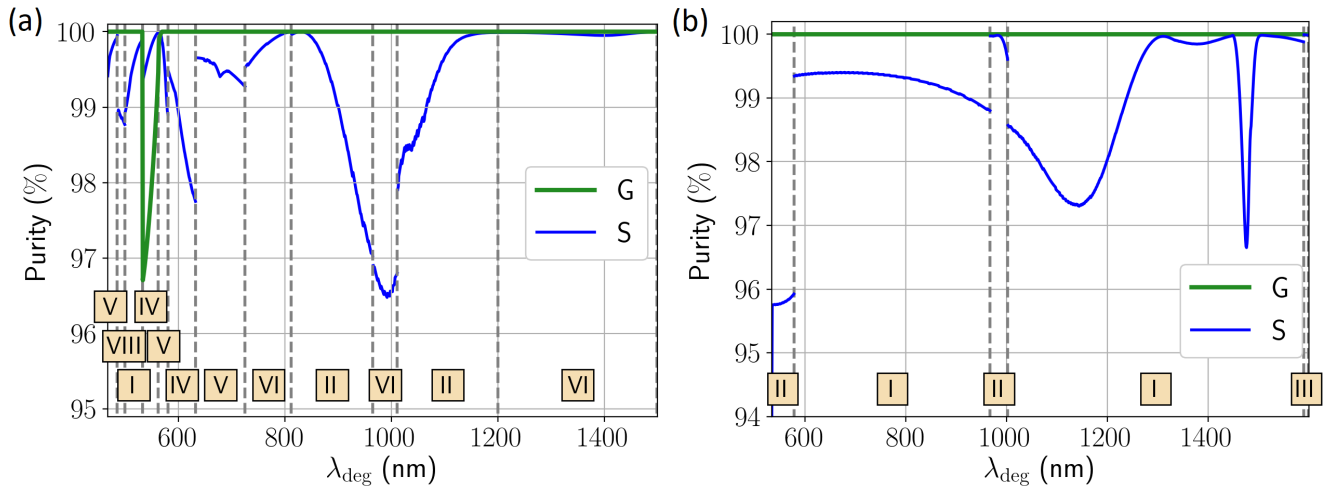 (a)
100
99
98
97
96
95
Purity (%)
G
S
V
IV
VIII
V
I
IV
V
VI
II
VI
II
VI
600
800
1000
1200
1400
λdeg (nm)
(b)
100
99
98
97
96
95
94
Purity (%)
G
S
II
I
II
I
III
600
800
1000
1200
1400
λdeg (nm)